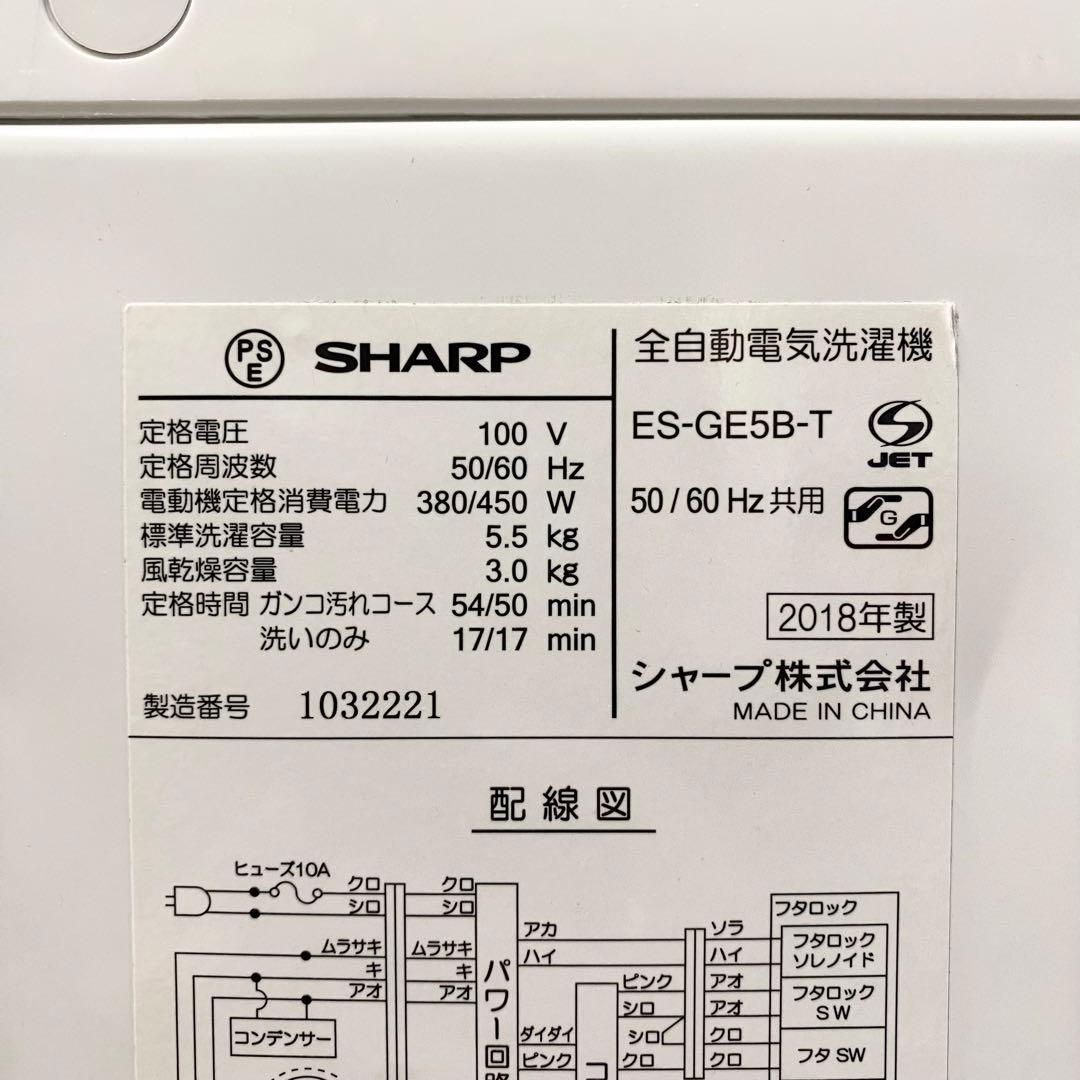 PSE SHARP
定格電圧 100 V
定格周波数 50/60 Hz
電動機定格消費電力 380/450 W
標準洗濯容量 5.5 kg
風乾燥容量 3.0 kg
定格時間 ガンコ汚れコース 54/50 min
洗いのみ 17/17 min
製造番号 1032221
全自動電気洗濯機
ES-GE5B-T
JET
50/60 Hz 共用
G
2018年製
シャープ株式会社
MADE IN CHINA
配線図
ヒューズ10A
クロ クロ
シロ シロ
ムラサキ ムラサキ
キ キ
アオ アオ
コンデンサー
パワー回路
アカ
ハイ
ダイダイ
ピンク
ピンク
シロ
シロ
クロ
コ
ソラ
ハイ
アオ
アオ
クロ
クロ
フタロック
フタロック
ソレノイド
フタロック
SW
フタ SW